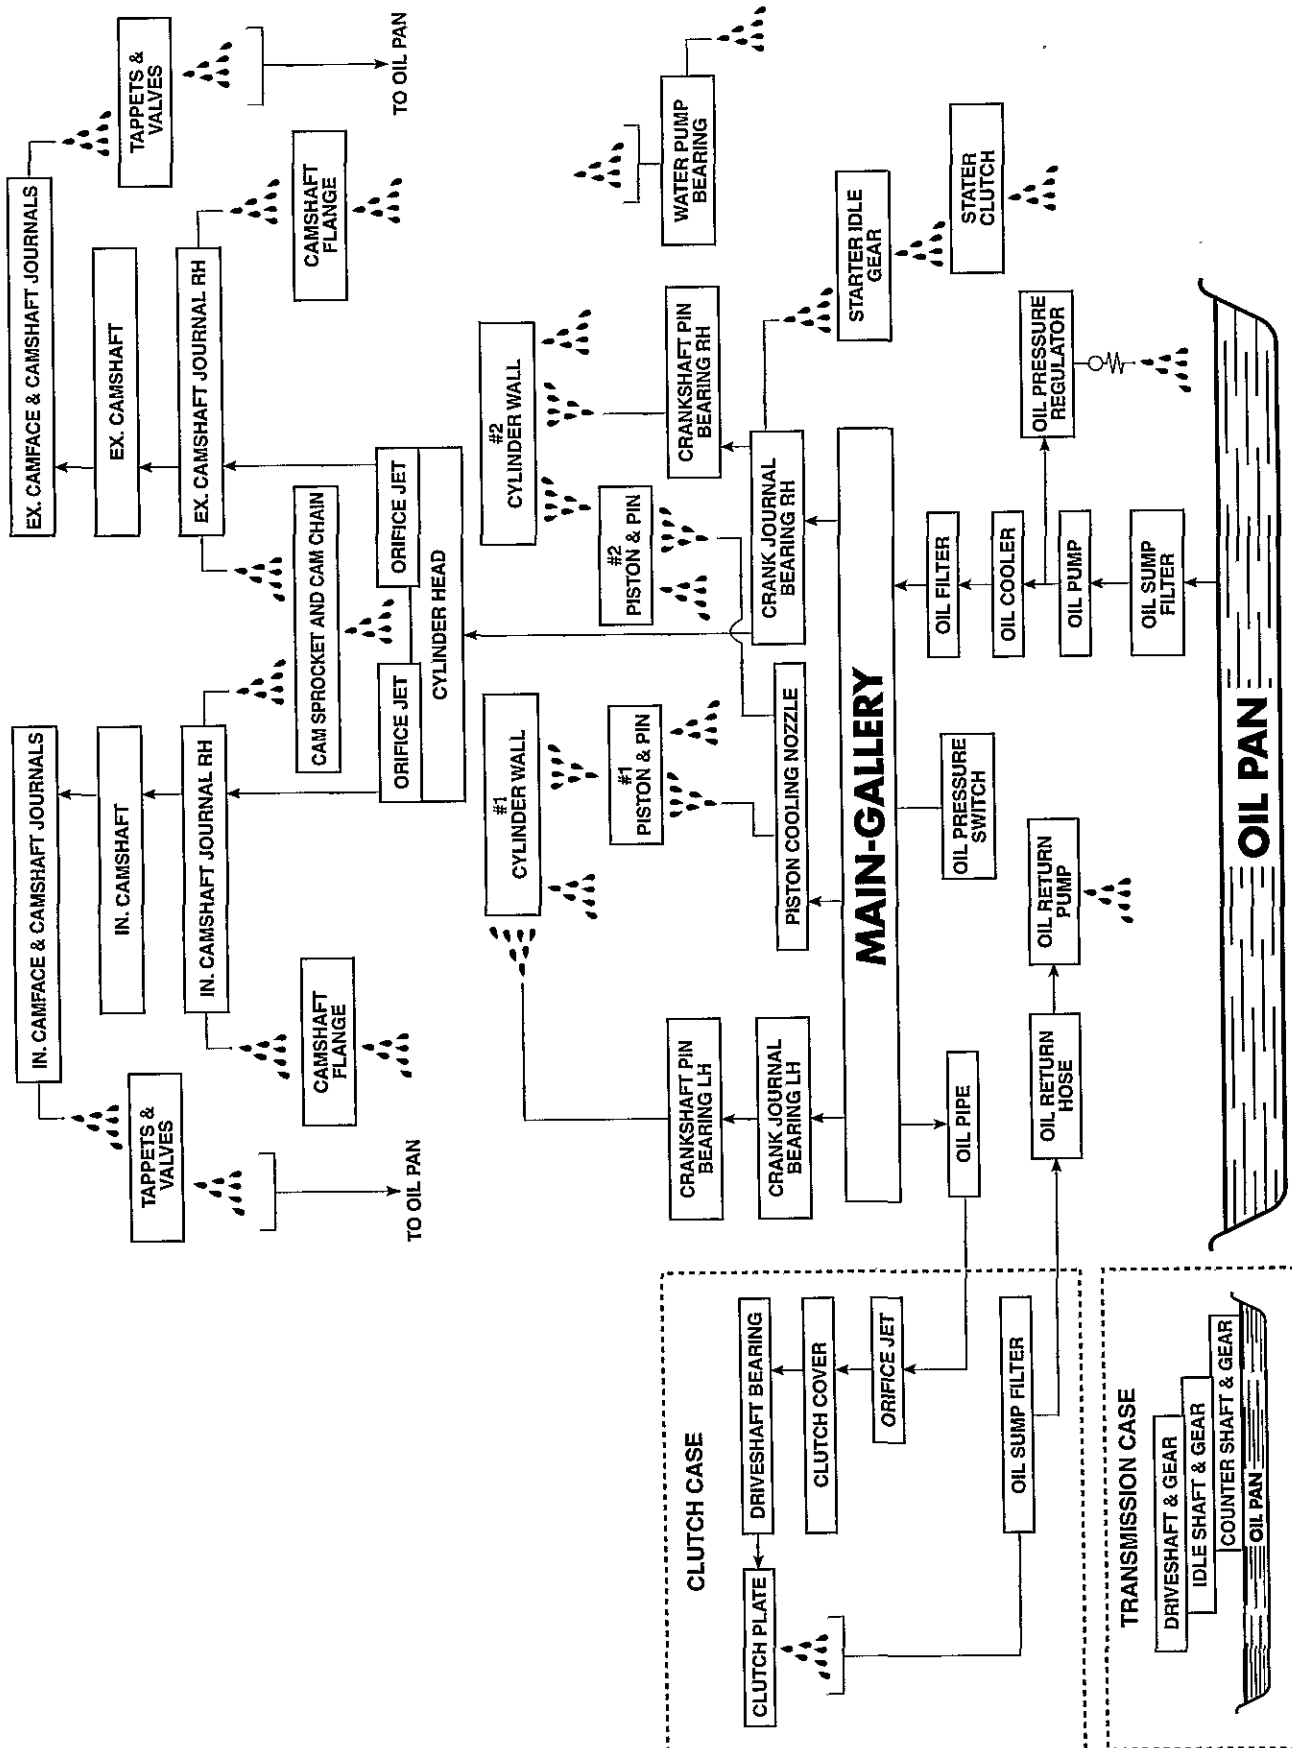 TAPPETS &
VALVES
IN. CAMFACE & CAMSHAFT JOURNALS
IN. CAMSHAFT
IN. CAMSHAFT JOURNAL RH
CAMSHAFT
FLANGE
TO OIL PAN
EX. CAMFACE & CAMSHAFT JOURNALS
EX. CAMSHAFT
EX. CAMSHAFT JOURNAL RH
TAPPETS &
VALVES
CAMSHAFT
FLANGE
TO OIL PAN
CAM SPROCKET AND CAM CHAIN
ORIFICE JET
ORIFICE JET
CYLINDER HEAD
#1
CYLINDER WALL
#2
CYLINDER WALL
#1
PISTON & PIN
#2
PISTON & PIN
WATER PUMP
BEARING
CRANKSHAFT PIN
BEARING LH
CRANKSHAFT PIN
BEARING RH
CRANK JOURNAL
BEARING LH
PISTON COOLING NOZZLE
CRANK JOURNAL
BEARING RH
STARTER IDLE
GEAR
STATER
CLUTCH
MAIN-GALLERY
OIL PIPE
OIL PRESSURE
SWITCH
OIL FILTER
OIL COOLER
OIL PUMP
OIL SUMP
FILTER
OIL PRESSURE
REGULATOR
OIL RETURN
HOSE
OIL RETURN
PUMP
OIL PAN
CLUTCH CASE
CLUTCH PLATE
DRIVESHAFT BEARING
CLUTCH COVER
ORIFICE JET
OIL SUMP FILTER
TRANSMISSION CASE
DRIVESHAFT & GEAR
IDLE SHAFT & GEAR
COUNTER SHAFT & GEAR
OIL PAN